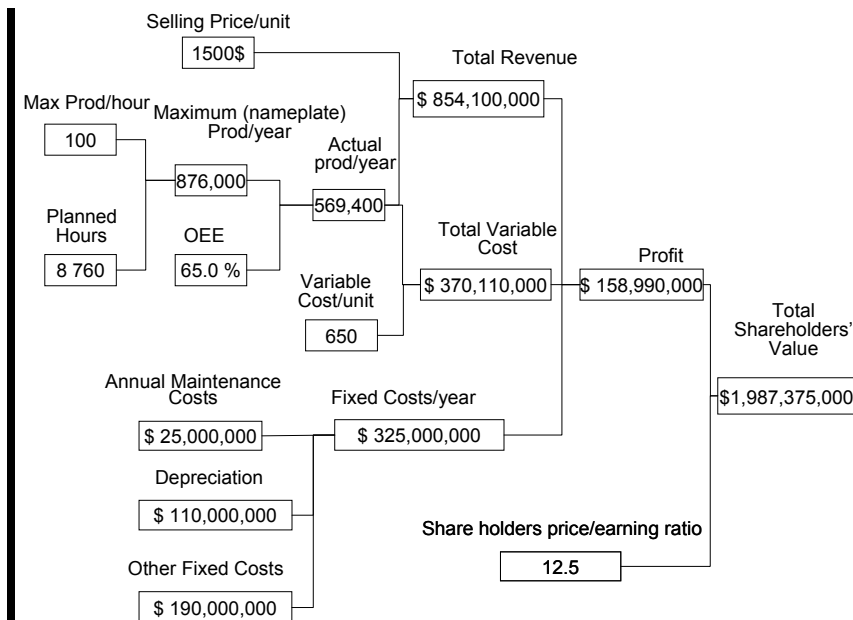 Selling Price/unit
1500$
Total Revenue
$ 854,100,000
Max Prod/hour
100
Maximum (nameplate)
Prod/year
876,000
Actual
prod/year
569,400
Planned
Hours
8 760
OEE
65.0 %
Total Variable
Cost
$ 370,110,000
Variable
Cost/unit
650
Profit
$ 158,990,000
Total
Shareholders’
Value
$1,987,375,000
Annual Maintenance
Costs
$ 25,000,000
Fixed Costs/year
$ 325,000,000
Depreciation
$ 110,000,000
Other Fixed Costs
$ 190,000,000
Share holders price/earning ratio
12.5